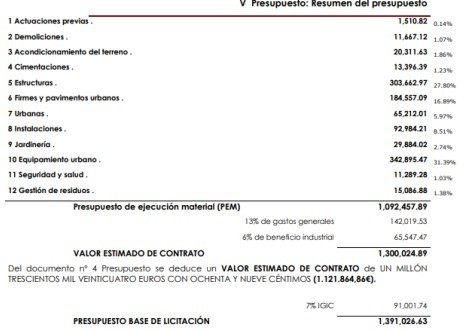 V Presupuesto: Resumen del presupuesto
1 Actuaciones previas . 1,510.82 0.14%
2 Demoliciones . 11,667.12 1.07%
3 Acondicionamiento del terreno . 20,311.63 1.86%
4 Cimentaciones . 13,396.39 1.23%
5 Estructuras . 303,662.97 27.80%
6 Firmes y pavimentos urbanos . 184,557.09 16.89%
7 Urbanas . 65,212.01 5.97%
8 Instalaciones . 92,984.21 8.51%
9 Jardinería . 29,884.02 2.74%
10 Equipamiento urbano . 342,895.47 31.39%
11 Seguridad y salud . 11,289.28 1.03%
12 Gestión de residuos . 15,086.88 1.38%
Presupuesto de ejecución material (PEM) 1,092,457.89
13% de gastos generales 142,019.53
6% de beneficio industrial 65,547.47
VALOR ESTIMADO DE CONTRATO 1,300,024.89
Del documento nº 4 Presupuesto se deduce un VALOR ESTIMADO DE CONTRATO de UN MILLÓN
TRESCIENTOS MIL VEINTICUATRO EUROS CON OCHENTA Y NUEVE CÉNTIMOS (1.121.864,86€).
7% IGIC 91,001.74
PRESUPUESTO BASE DE LICITACIÓN 1,391,026.63